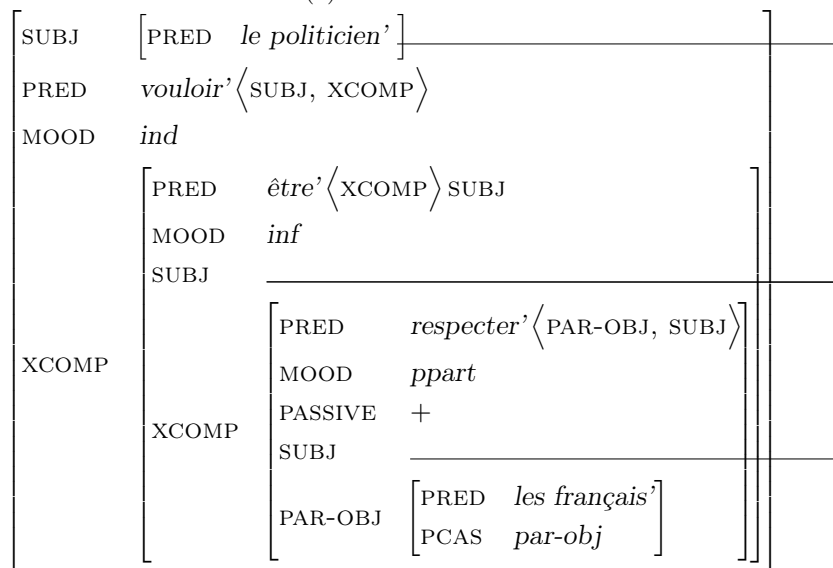 SUBJ [PRED le politicien’]
PRED vouloir’⟨SUBJ, XCOMP⟩
MOOD ind
PRED être’⟨XCOMP⟩SUBJ
MOOD inf
SUBJ
XCOMP
PRED respecter’⟨PAR-OBJ, SUBJ⟩
MOOD ppart
XCOMP
PASSIVE +
SUBJ
PAR-OBJ
PRED les français’
PCAS par-obj